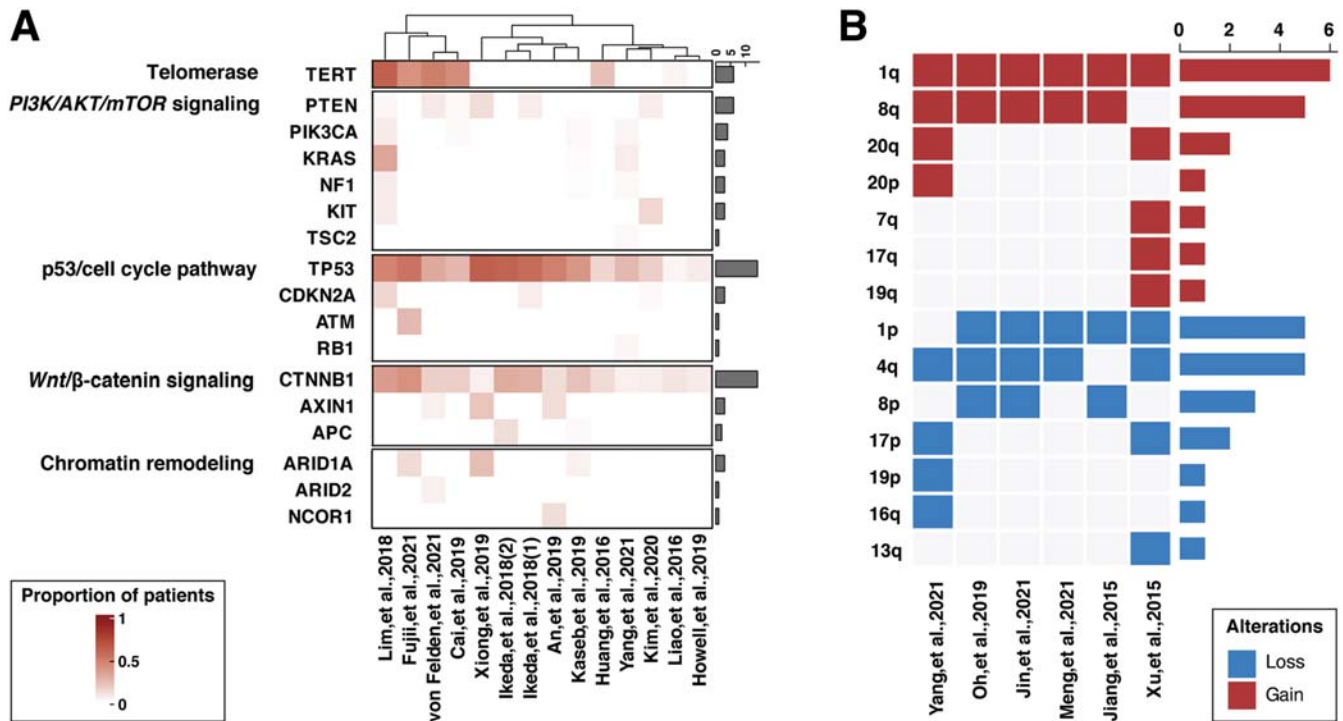 A
0 5 10
Telomerase
TERT
PI3K/AKT/mTOR signaling
PTEN
PIK3CA
KRAS
NF1
KIT
TSC2
p53/cell cycle pathway
TP53
CDKN2A
ATM
RB1
Wnt/β-catenin signaling
CTNNB1
AXIN1
APC
Chromatin remodeling
ARID1A
ARID2
NCOR1
Lim,et al.,2018
Fujii,et al.,2021
von Felden,et al.,2021
Cai,et al.,2019
Xiong,et al.,2019
Ikeda,et al.,2018(2)
Ikeda,et al.,2018(1)
An,et al.,2019
Kaseb,et al.,2019
Huang,et al.,2016
Yang,et al.,2021
Kim,et al.,2020
Liao,et al.,2016
Howell,et al.,2019
Proportion of patients
1
0.5
0
B
0 2 4 6
1q
8q
20q
20p
7q
17q
19q
1p
4q
8p
17p
19p
16q
13q
Yang,et al.,2021
Oh,et al.,2019
Jin,et al.,2021
Meng,et al.,2021
Jiang,et al.,2015
Xu,et al.,2015
Alterations
Loss
Gain